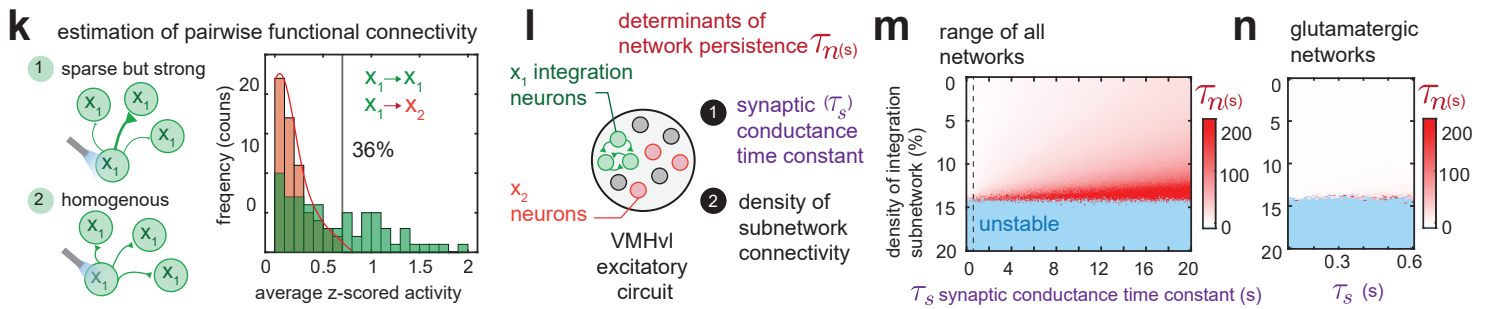 k
estimation of pairwise functional connectivity
1 sparse but strong
X1
X1
X1
X1
2 homogenous
X1
X1
X1
X1
freqency (couns)
20
10
0
X1→X1
X1→X2
36%
0 0.5 1 1.5 2
average z-scored activity
l
determinants of
network persistence τn(s)
x1 integration
neurons
x2
neurons
VMHvl
excitatory
circuit
1 synaptic (τs)
conductance
time constant
2 density of
subnetwork
connectivity
m
range of all
networks
density of integration
subnetwork (%)
0
5
10
15
20
unstable
0 4 8 12 16 20
τs synaptic conductance time constant (s)
τn(s)
200
100
0
n
glutamatergic
networks
0
5
10
15
20
0.3 0.6
τs (s)
τn(s)
200
100
0